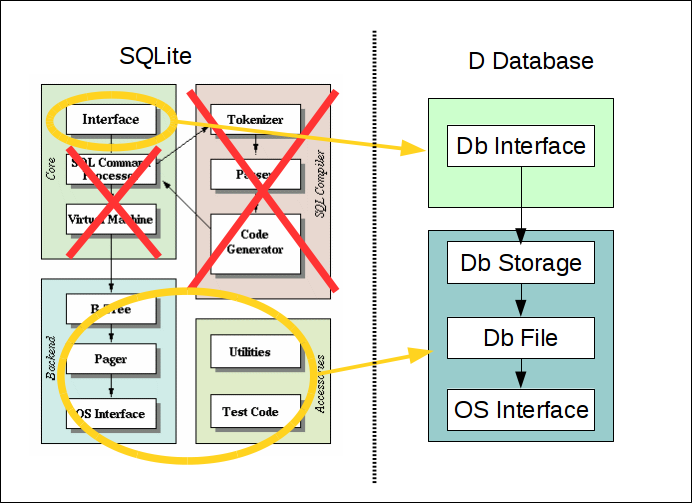 SQLite
D Database
Interface
SQL Command
Processor
Virtual Machine
Core
Tokenizer
Parser
Code
Generator
SQL Compiler
B-Tree
Pager
OS Interface
Backend
Utilities
Test Code
Accessories
Db Interface
Db Storage
Db File
OS Interface